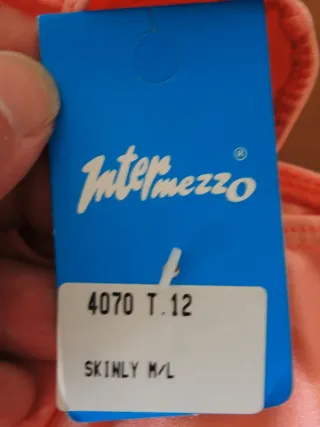 Intermezzo ®
4070 T.12
SKINLY M/L